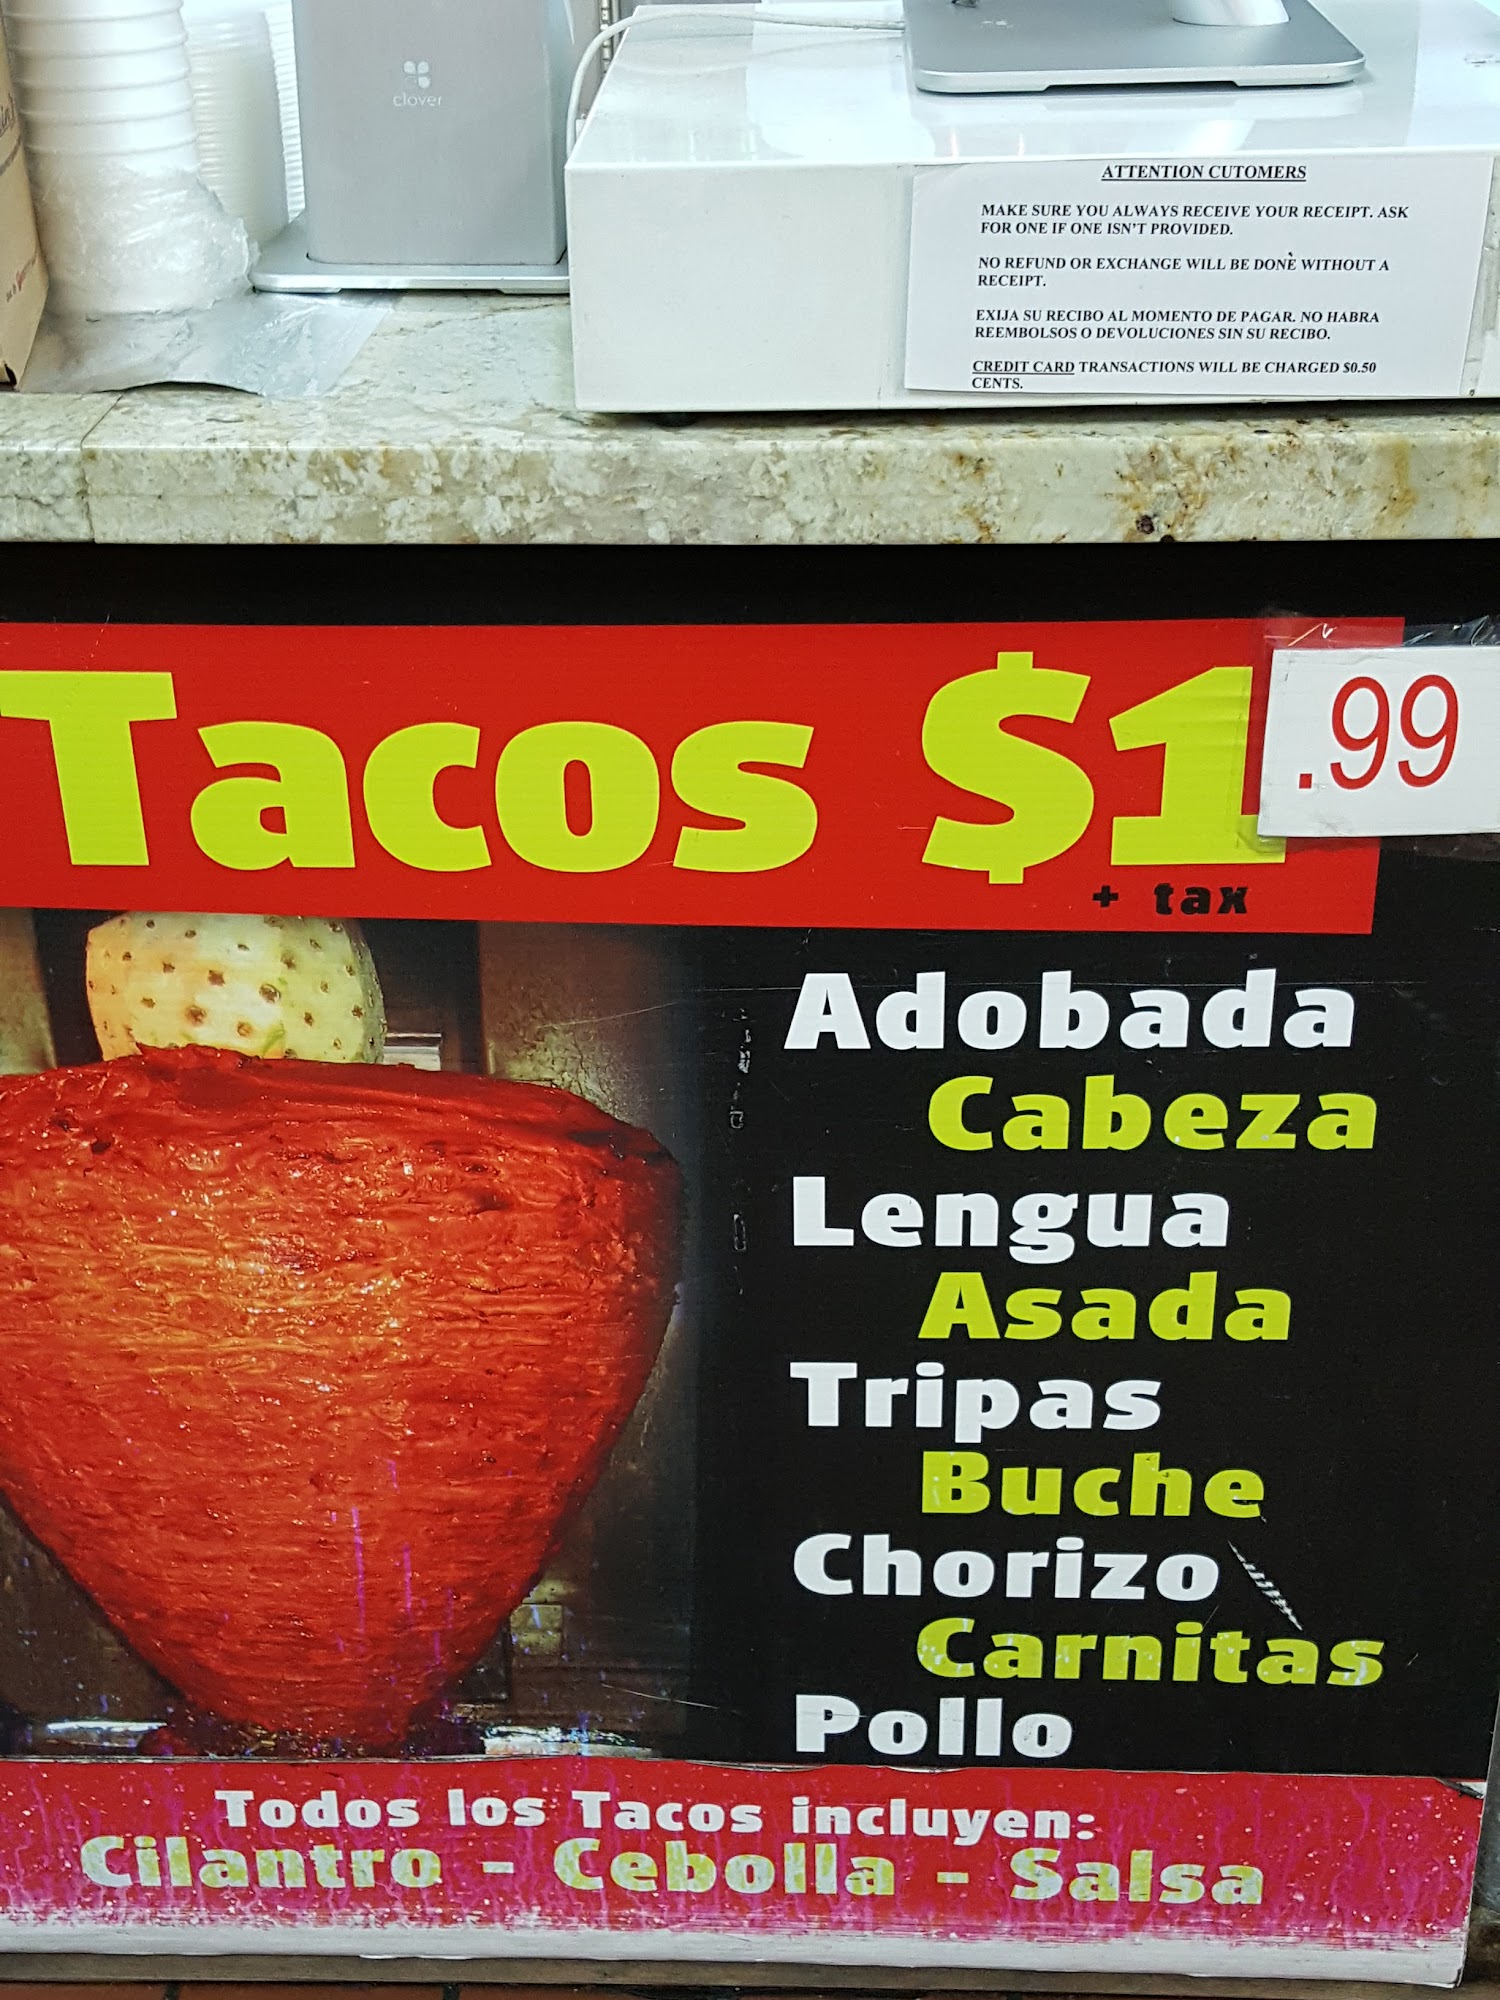 clover
ATTENTION CUTOMERS
MAKE SURE YOU ALWAYS RECEIVE YOUR RECEIPT. ASK
FOR ONE IF ONE ISN'T PROVIDED.
NO REFUND OR EXCHANGE WILL BE DONE WITHOUT A
RECEIPT.
EXIJA SU RECIBO AL MOMENTO DE PAGAR. NO HABRA
REEMBOLSOS O DEVOLUCIONES SIN SU RECIBO.
CREDIT CARD TRANSACTIONS WILL BE CHARGED $0.50
CENTS.
Tacos $1.99
+ tax
Adobada
Cabeza
Lengua
Asada
Tripas
Buche
Chorizo
Carnitas
Pollo
Todos los Tacos incluyen:
Cilantro - Cebolla - Salsa